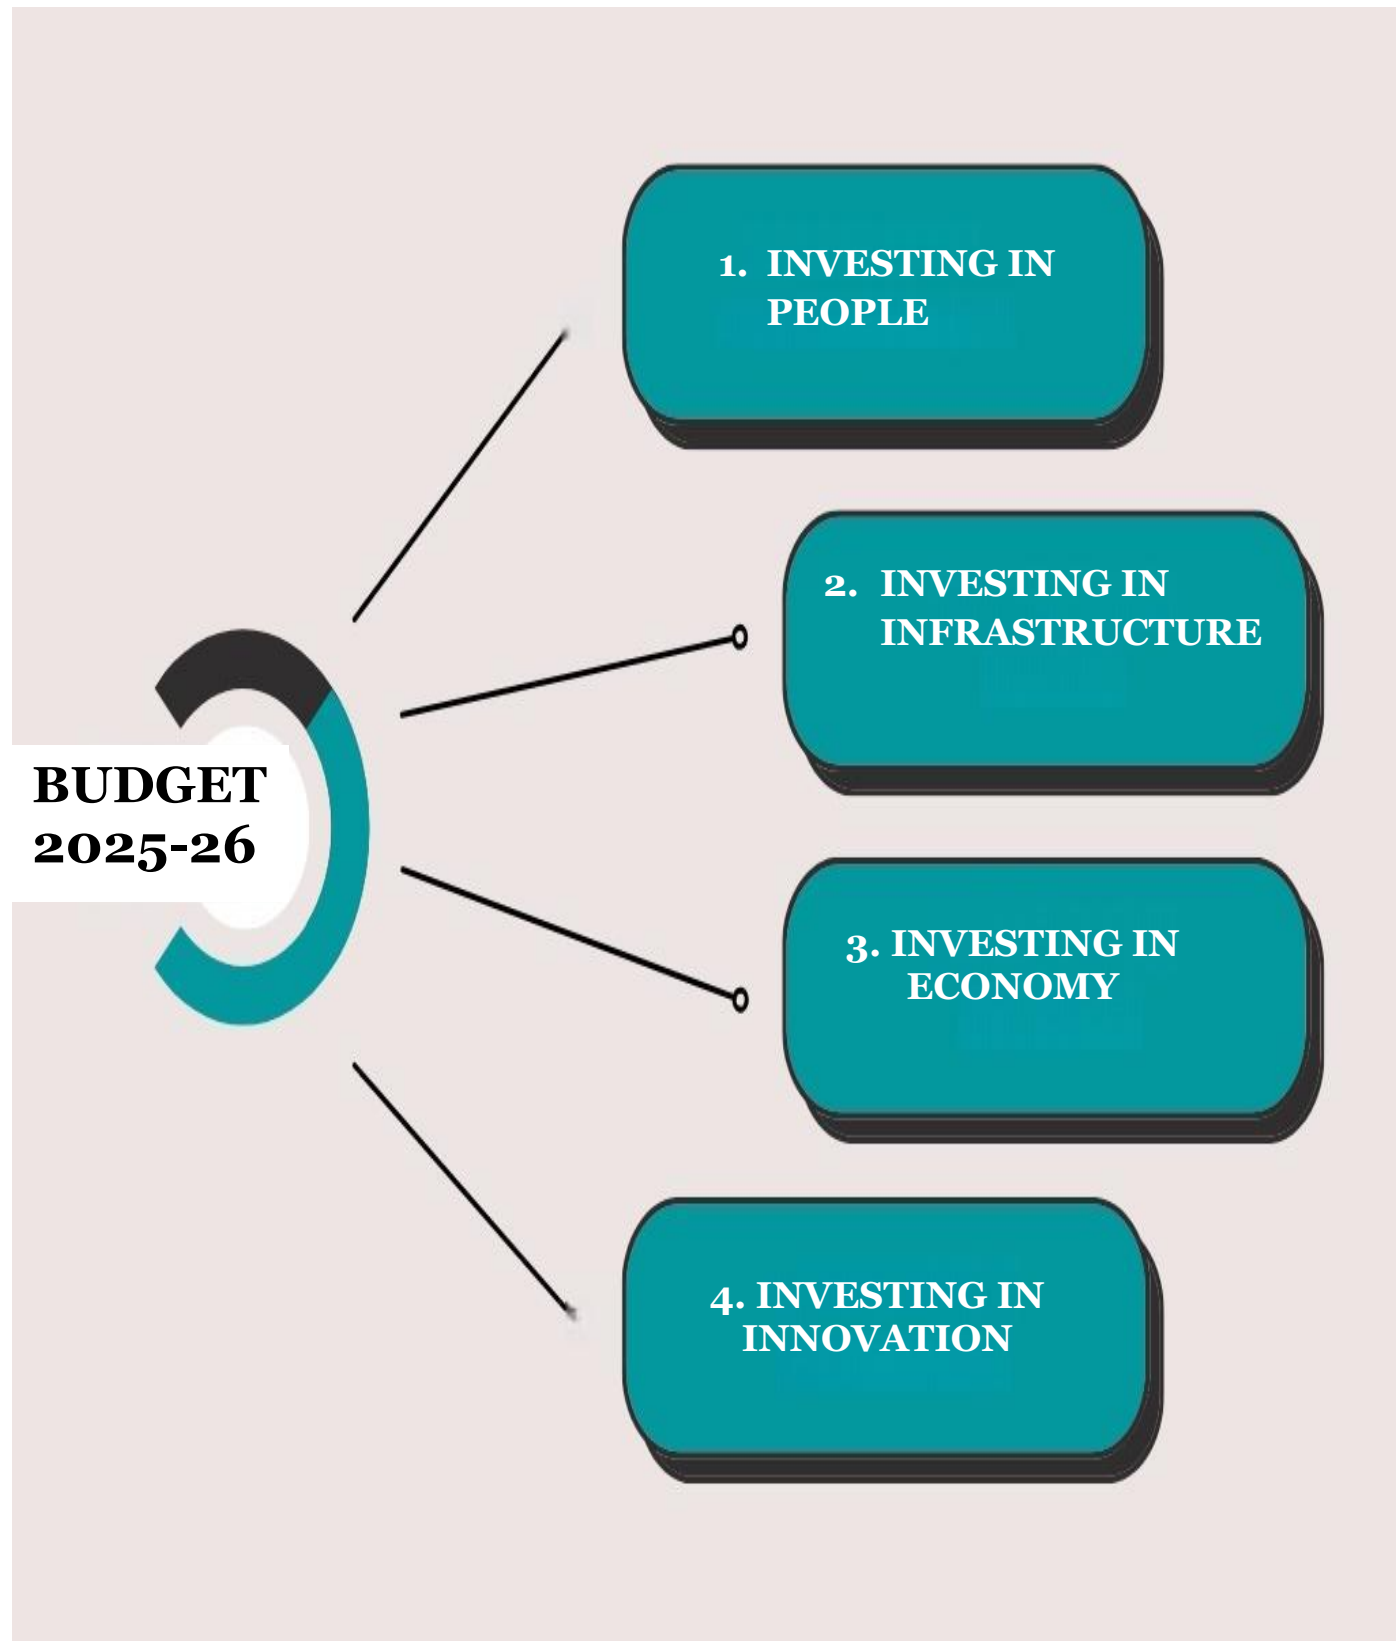 1. INVESTING IN
PEOPLE
2. INVESTING IN
INFRASTRUCTURE
BUDGET
2025-26
3. INVESTING IN
ECONOMY
4. INVESTING IN
INNOVATION